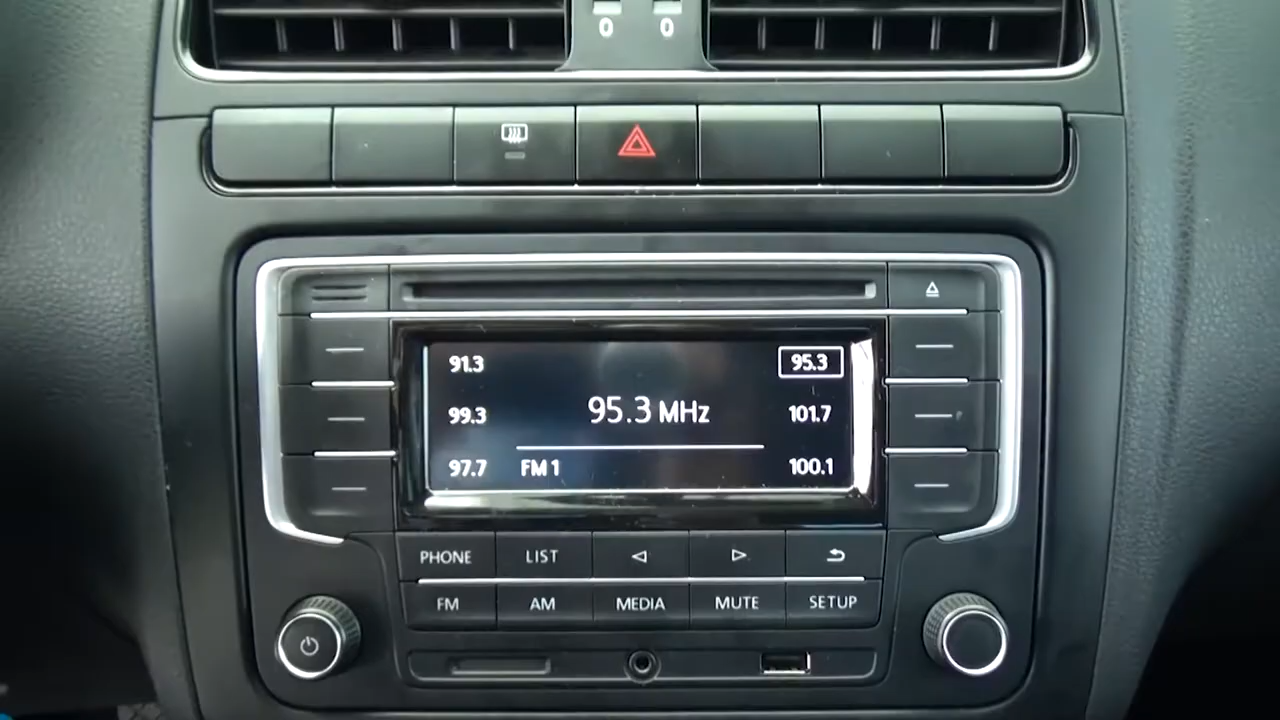 0 0
91.3 95.3
99.3 95.3 MHz 101.7
97.7 FM 1 100.1
PHONE LIST
FM AM MEDIA MUTE SETUP